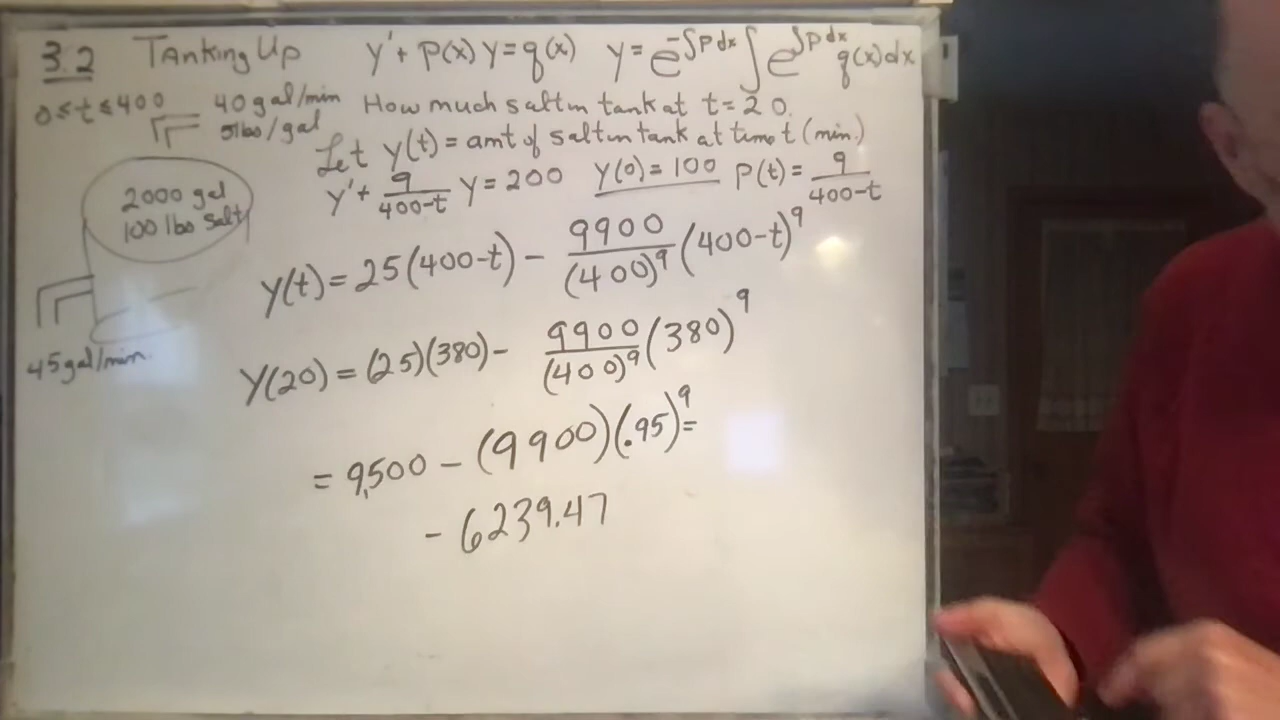 3.2 Tanking Up y' + p(x) y = q(x) y = e^{-∫p dx} ∫ e^{∫p dx} q(x) dx
0 ≤ t ≤ 400 40 gal/min How much salt in tank at t = 20.
5 lbs/gal
Let y(t) = amt of salt in tank at time t (min.)
y' + 9/(400-t) y = 200 y(0) = 100 p(t) = 9/(400-t)
2000 gal
100 lbs salt
y(t) = 25(400-t) - 9900/(400)^9 (400-t)^9
45 gal/min.
y(20) = (25)(380) - 9900/(400)^9 (380)^9
= 9,500 - (9900)(.95)^9 =
- 6239.47